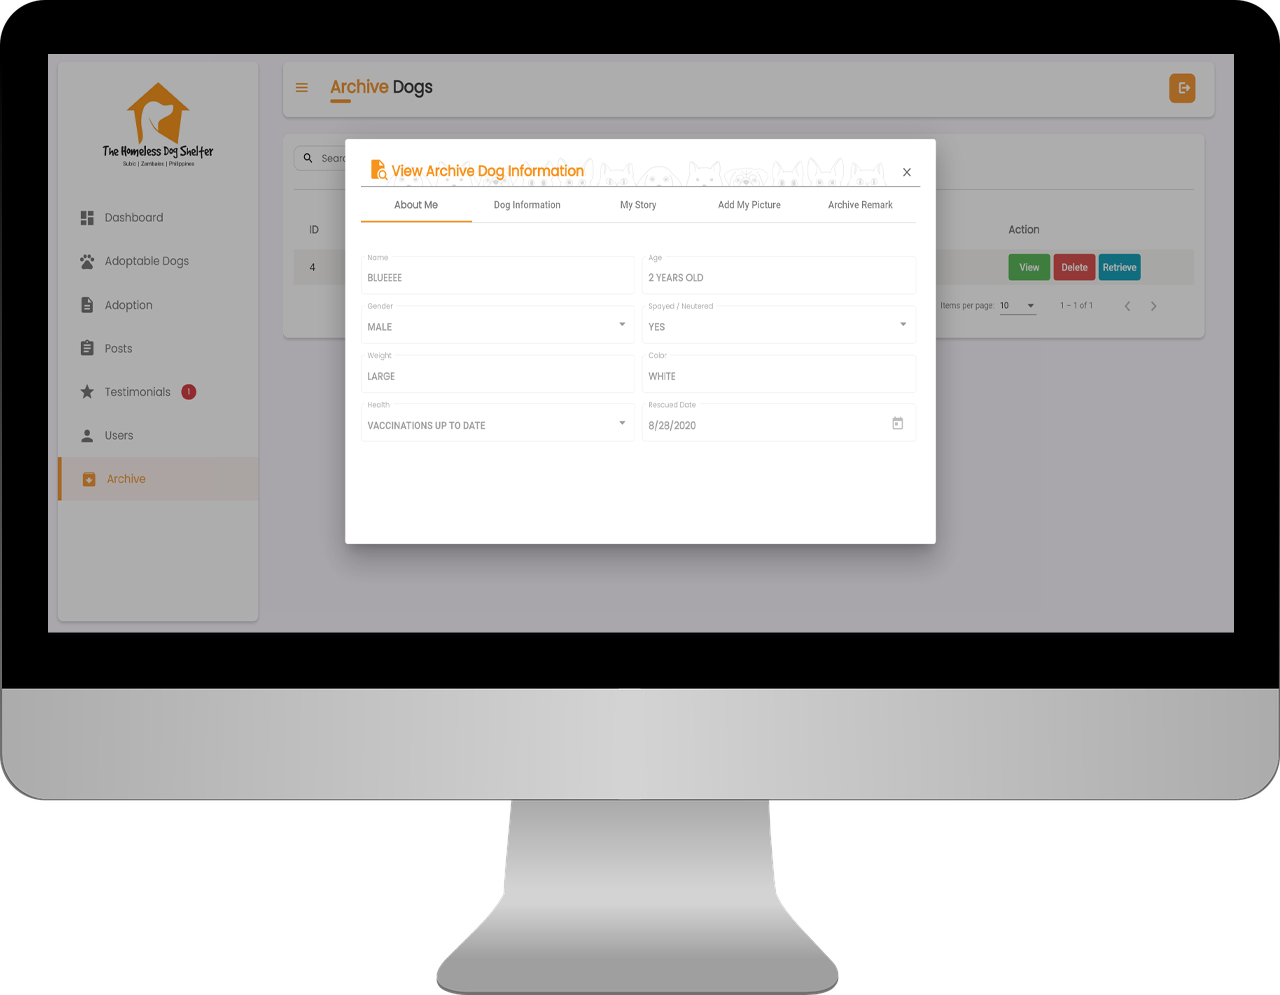 The Homeless Dog Shelter
Subic | Zambales | Philippines
Dashboard
Adoptable Dogs
Adoption
Posts
Testimonials 1
Users
Archive
Archive Dogs
View Archive Dog Information
About Me Dog Information My Story Add My Picture Archive Remark
Name
BLUEEEE
Age
2 YEARS OLD
Gender
MALE
Spayed / Neutered
YES
Weight
LARGE
Color
WHITE
Health
VACCINATIONS UP TO DATE
Rescued Date
8/28/2020
ID Action
4 View Delete Retrieve
Items per page: 10 1 – 1 of 1